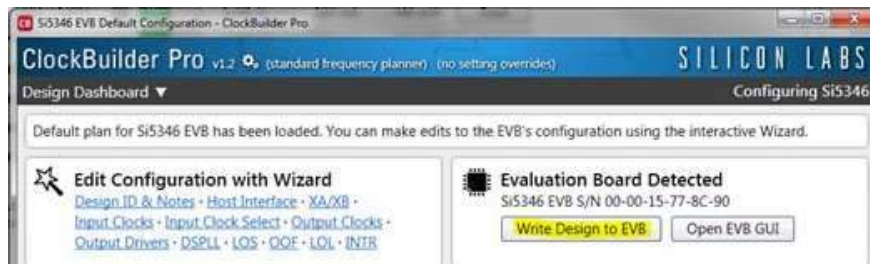 Si5346 EVB Default Configuration - ClockBuilder Pro
ClockBuilder Pro v1.2 (standard frequency planner) (no setting overrides) SILICON LABS
Design Dashboard ▼ Configuring Si5346
Default plan for Si5346 EVB has been loaded. You can make edits to the EVB's configuration using the interactive Wizard.
Edit Configuration with Wizard
Design ID & Notes • Host Interface • XA/XB •
Input Clocks • Input Clock Select • Output Clocks •
Output Drivers • DSPLL • LOS • OOF • LOL • INTR
Evaluation Board Detected
Si5346 EVB S/N 00-00-15-77-8C-90
Write Design to EVB Open EVB GUI